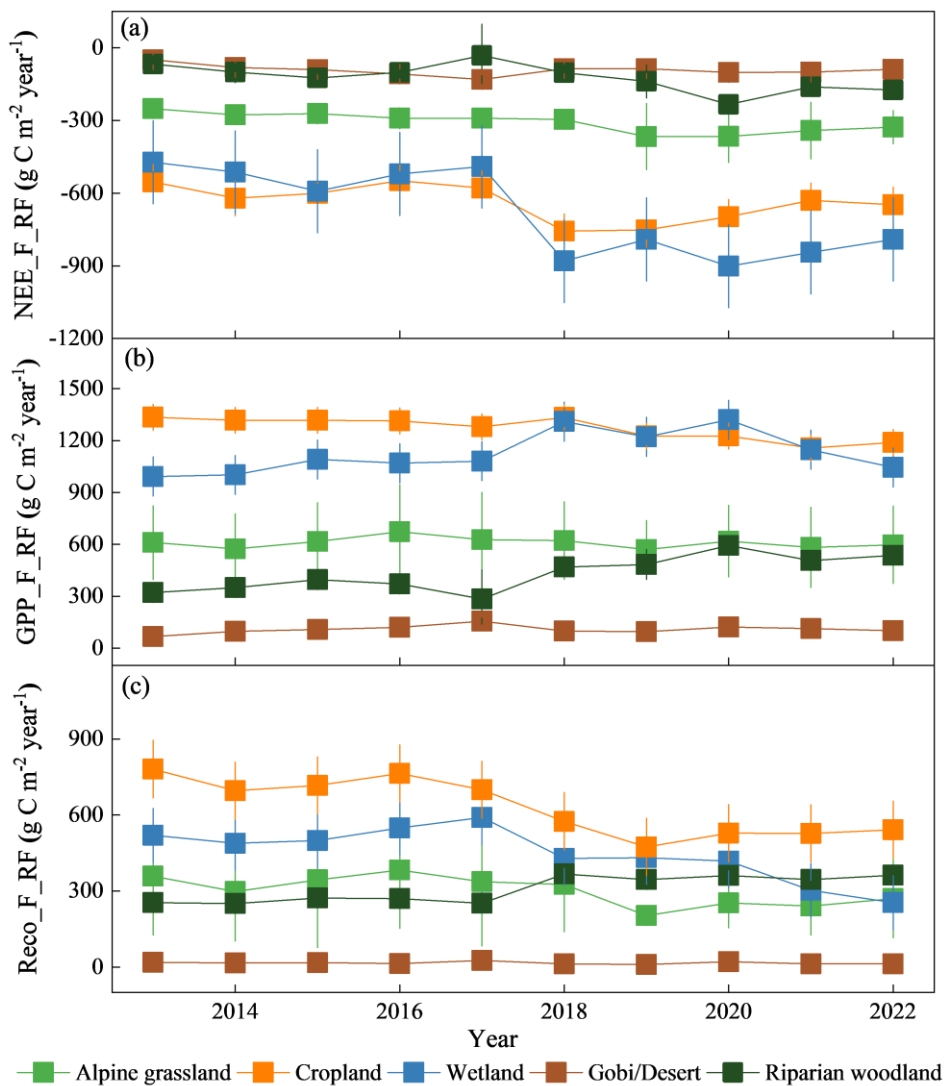 (a)
0
-300
-600
-900
-1200
NEE_F_RF (g C m⁻² year⁻¹)
(b)
1500
1200
900
600
300
0
GPP_F_RF (g C m⁻² year⁻¹)
(c)
900
600
300
0
Reco_F_RF (g C m⁻² year⁻¹)
2014 2016 2018 2020 2022
Year
Alpine grassland Cropland Wetland Gobi/Desert Riparian woodland